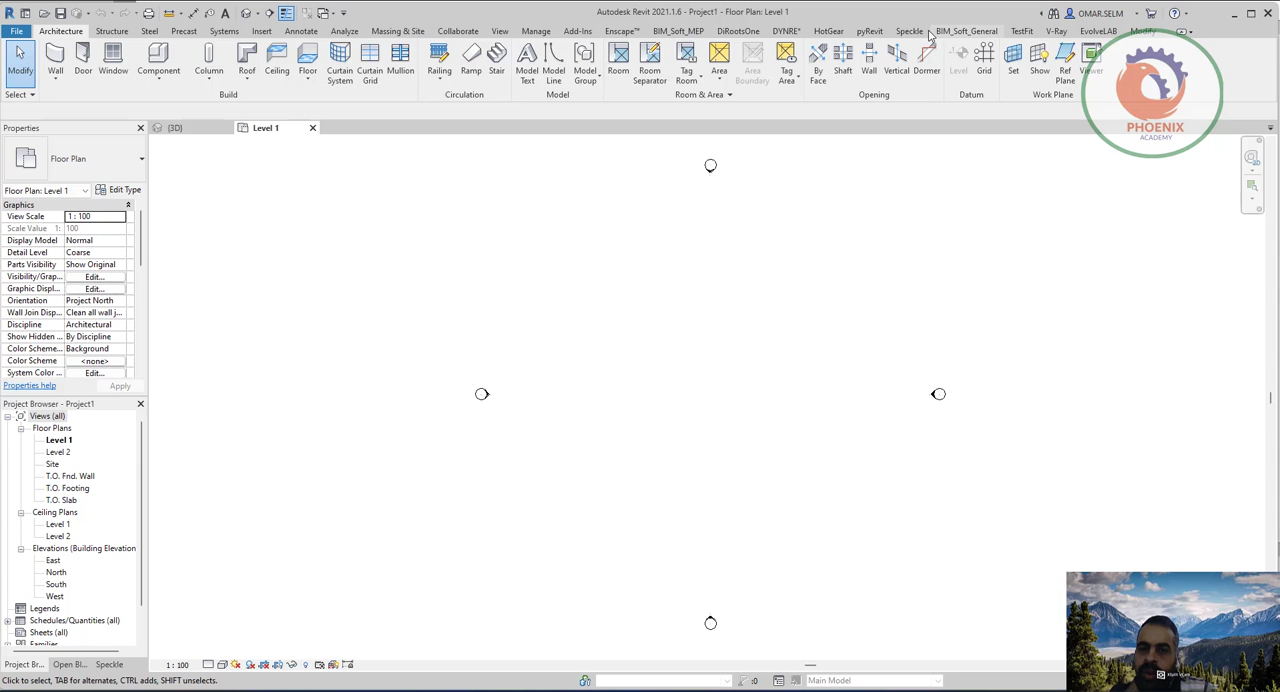 Autodesk Revit 2021.1.6 - Project1 - Floor Plan: Level 1
OMAR.SELM
File Architecture Structure Steel Precast Systems Insert Annotate Analyze Massing & Site Collaborate View Manage Add-Ins Enscape™ BIM_Soft_MEP DiRootsOne DYNRE° HotGear pyRevit Speckle BIM_Soft_General TestFit V-Ray EvolveLAB Modify
Modify Wall Door Window Component Column Roof Ceiling Floor Curtain System Curtain Grid Mullion Railing Ramp Stair Model Text Model Line Model Group Room Room Separator Tag Room Area Area Boundary Tag Area By Face Shaft Wall Vertical Dormer Level Grid Set Show Ref Plane Viewer
Select Build Circulation Model Room & Area Opening Datum Work Plane
PHOENIX
ACADEMY
Properties
{3D} Level 1
Floor Plan
Floor Plan: Level 1 Edit Type
Graphics
View Scale 1 : 100
Scale Value 1: 100
Display Model Normal
Detail Level Coarse
Parts Visibility Show Original
Visibility/Grap... Edit...
Graphic Displ... Edit...
Orientation Project North
Wall Join Disp... Clean all wall j...
Discipline Architectural
Show Hidden ... By Discipline
Color Scheme... Background
Color Scheme <none>
System Color ... Edit...
Properties help Apply
Project Browser - Project1
Views (all)
Floor Plans
Level 1
Level 2
Site
T.O. Fnd. Wall
T.O. Footing
T.O. Slab
Ceiling Plans
Level 1
Level 2
Elevations (Building Elevation
East
North
South
West
Legends
Schedules/Quantities (all)
Sheets (all)
Families
Project Br... Open Bl... Speckle
1 : 100
Click to select, TAB for alternates, CTRL adds, SHIFT unselects.
:0 Main Model